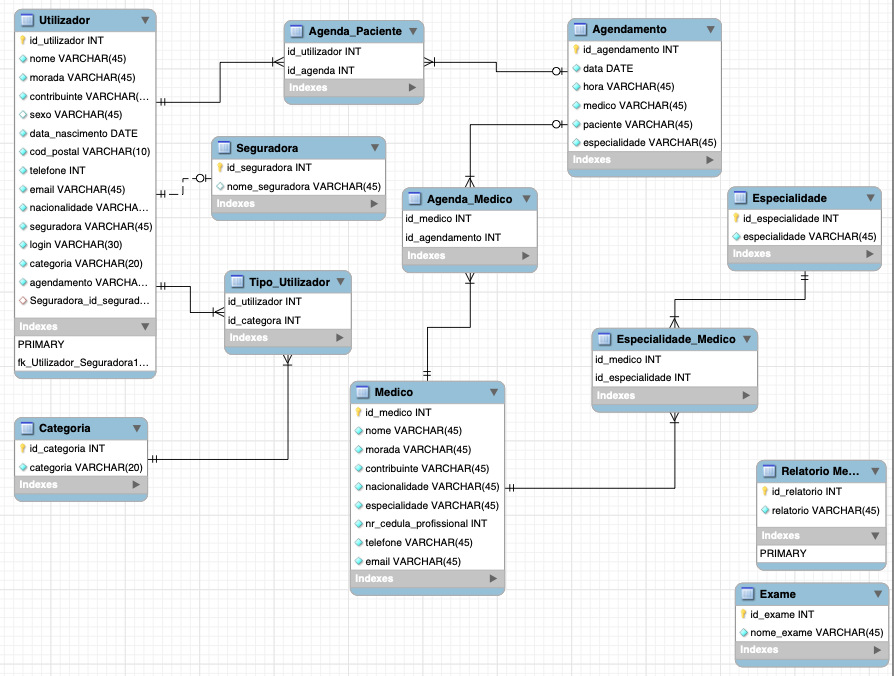 Utilizador
id_utilizador INT
nome VARCHAR(45)
morada VARCHAR(45)
contribuinte VARCHAR(...
sexo VARCHAR(45)
data_nascimento DATE
cod_postal VARCHAR(10)
telefone INT
email VARCHAR(45)
nacionalidade VARCHA...
seguradora VARCHAR(45)
login VARCHAR(30)
categoria VARCHAR(20)
agendamento VARCHA...
Seguradora_id_segurad...
Indexes
PRIMARY
fk_Utilizador_Seguradora1...
Agenda_Paciente
id_utilizador INT
id_agenda INT
Indexes
Agendamento
id_agendamento INT
data DATE
hora VARCHAR(45)
medico VARCHAR(45)
paciente VARCHAR(45)
especialidade VARCHAR(45)
Indexes
Seguradora
id_seguradora INT
nome_seguradora VARCHAR(45)
Indexes
Agenda_Medico
id_medico INT
id_agendamento INT
Indexes
Especialidade
id_especialidade INT
especialidade VARCHAR(45)
Indexes
Tipo_Utilizador
id_utilizador INT
id_categora INT
Indexes
Especialidade_Medico
id_medico INT
id_especialidade INT
Indexes
Categoria
id_categoria INT
categoria VARCHAR(20)
Indexes
Medico
id_medico INT
nome VARCHAR(45)
morada VARCHAR(45)
contribuinte VARCHAR(45)
nacionalidade VARCHAR(45)
especialidade VARCHAR(45)
nr_cedula_profissional INT
telefone VARCHAR(45)
email VARCHAR(45)
Indexes
Relatorio Me...
id_relatorio INT
relatorio VARCHAR(45)
Indexes
PRIMARY
Exame
id_exame INT
nome_exame VARCHAR(45)
Indexes